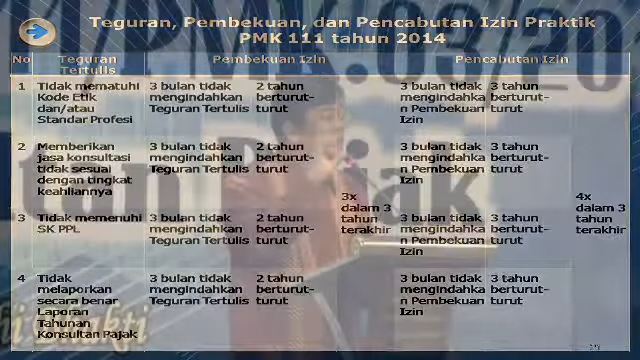 Teguran, Pembekuan, dan Pencabutan Izin Praktik
PMK 111 tahun 2014
No Teguran Tertulis Pembekuan Izin Pencabutan Izin
1 Tidak mematuhi 3 bulan tidak 2 tahun 3 bulan tidak 3 tahun
Kode Etik mengindahkan berturut- mengindahka berturut-
dan/atau Teguran Tertulis turut n Pembekuan turut
Standar Profesi Izin
2 Memberikan 3 bulan tidak 2 tahun 3 bulan tidak 3 tahun
jasa konsultasi mengindahkan berturut- mengindahka berturut-
tidak sesuai Teguran Tertulis turut n Pembekuan turut
dengan tingkat Izin
keahliannya
3x 4x
dalam 3 dalam 3
tahun tahun
terakhir terakhir
3 Tidak memenuhi 3 bulan tidak 2 tahun 3 bulan tidak 3 tahun
SK PPL mengindahkan berturut- mengindahka berturut-
Teguran Tertulis turut n Pembekuan turut
Izin
4 Tidak 3 bulan tidak 2 tahun 3 bulan tidak 3 tahun
melaporkan mengindahkan berturut- mengindahka berturut-
secara benar Teguran Tertulis turut n Pembekuan turut
Laporan Izin
Tahunan
Konsultan Pajak